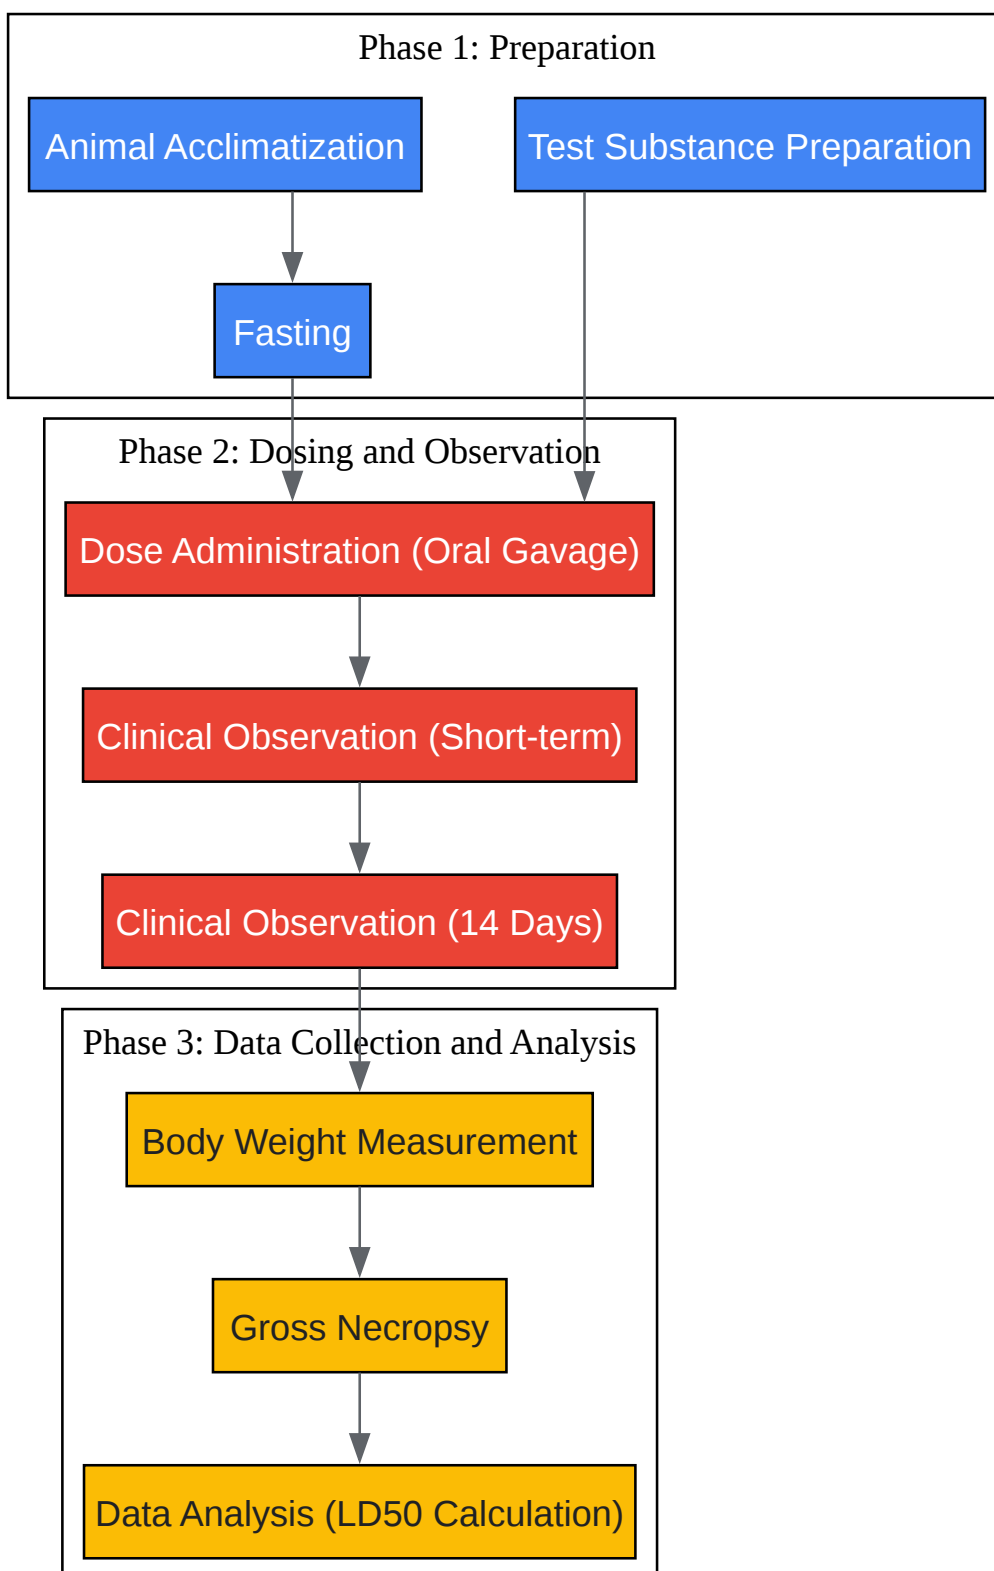 Phase 1: Preparation
Animal Acclimatization
Test Substance Preparation
Fasting
Phase 2: Dosing and Observation
Dose Administration (Oral Gavage)
Clinical Observation (Short-term)
Clinical Observation (14 Days)
Phase 3: Data Collection and Analysis
Body Weight Measurement
Gross Necropsy
Data Analysis (LD50 Calculation)